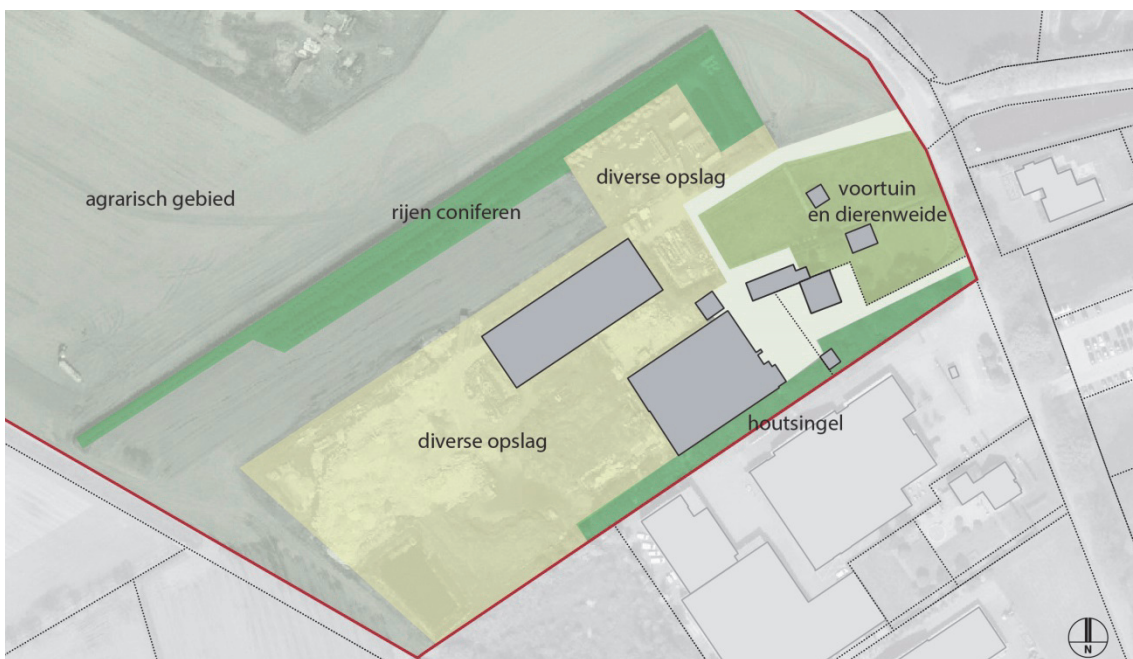 diverse opslag
voortuin
en dierenweide
agrarisch gebied
rijen coniferen
diverse opslag
houtsingel
N